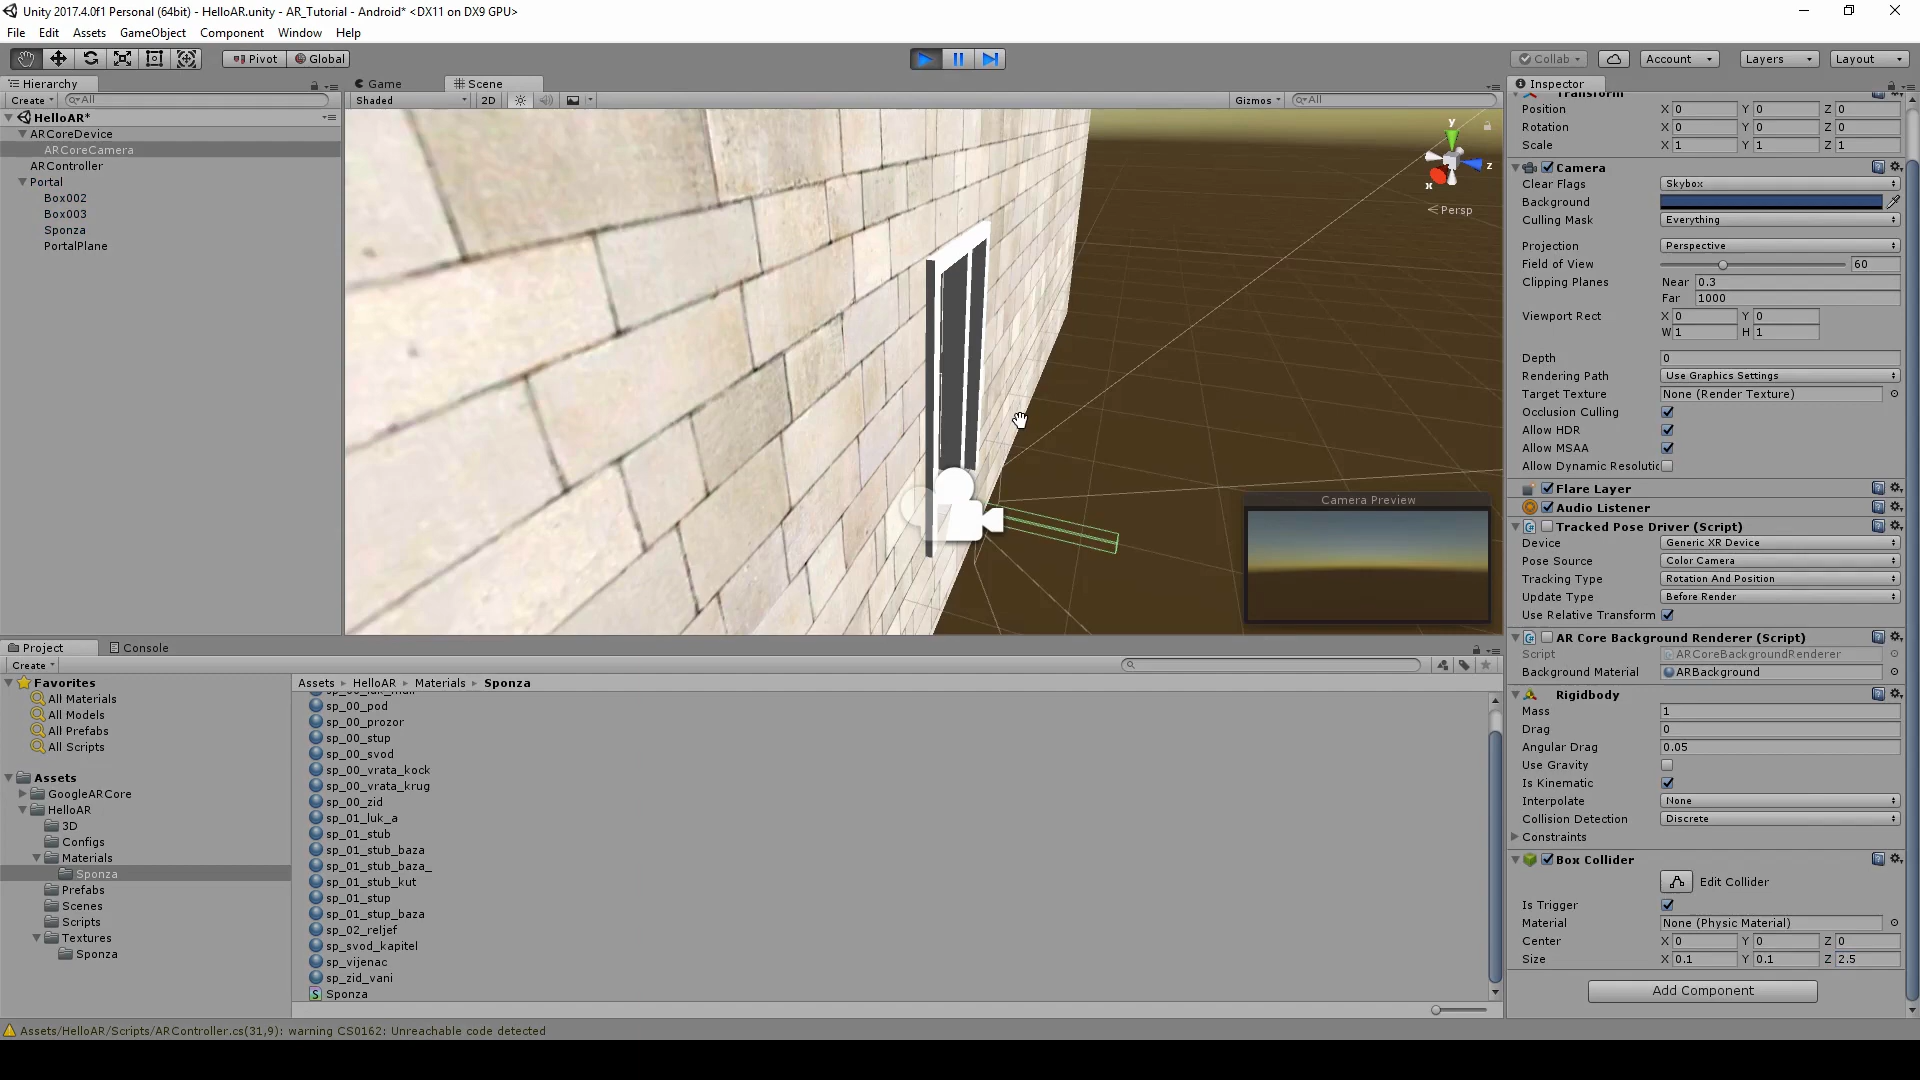 Unity 2017.4.0f1 Personal (64bit) - HelloAR.unity - AR_Tutorial - Android* <DX11 on DX9 GPU>
File Edit Assets GameObject Component Window Help
Pivot Global Collab Account Layers Layout
Hierarchy
Create All
HelloAR*
ARCoreDevice
ARCoreCamera
ARController
Portal
Box002
Box003
Sponza
PortalPlane
Game Scene
Shaded 2D Gizmos All
y
z
x
Persp
Camera Preview
Inspector
Transform
Position X 0 Y 0 Z 0
Rotation X 0 Y 0 Z 0
Scale X 1 Y 1 Z 1
Camera
Clear Flags Skybox
Background
Culling Mask Everything
Projection Perspective
Field of View 60
Clipping Planes Near 0.3
Far 1000
Viewport Rect X 0 Y 0
W 1 H 1
Depth 0
Rendering Path Use Graphics Settings
Target Texture None (Render Texture)
Occlusion Culling
Allow HDR
Allow MSAA
Allow Dynamic Resolutic
Flare Layer
Audio Listener
Tracked Pose Driver (Script)
Device Generic XR Device
Pose Source Color Camera
Tracking Type Rotation And Position
Update Type Before Render
Use Relative Transform
AR Core Background Renderer (Script)
Script ARCoreBackgroundRenderer
Background Material ARBackground
Rigidbody
Mass 1
Drag 0
Angular Drag 0.05
Use Gravity
Is Kinematic
Interpolate None
Collision Detection Discrete
Constraints
Box Collider
Edit Collider
Is Trigger
Material None (Physic Material)
Center X 0 Y 0 Z 0
Size X 0.1 Y 0.1 Z 2.5
Add Component
Project Console
Create
Favorites
All Materials
All Models
All Prefabs
All Scripts
Assets
GoogleARCore
HelloAR
3D
Configs
Materials
Sponza
Prefabs
Scenes
Scripts
Textures
Sponza
Assets HelloAR Materials Sponza
sp_00_pod
sp_00_prozor
sp_00_stup
sp_00_svod
sp_00_vrata_kock
sp_00_vrata_krug
sp_00_zid
sp_01_luk_a
sp_01_stub
sp_01_stub_baza
sp_01_stub_baza_
sp_01_stub_kut
sp_01_stup
sp_01_stup_baza
sp_02_reljef
sp_svod_kapitel
sp_vijenac
sp_zid_vani
Sponza
Assets/HelloAR/Scripts/ARController.cs(31,9): warning CS0162: Unreachable code detected